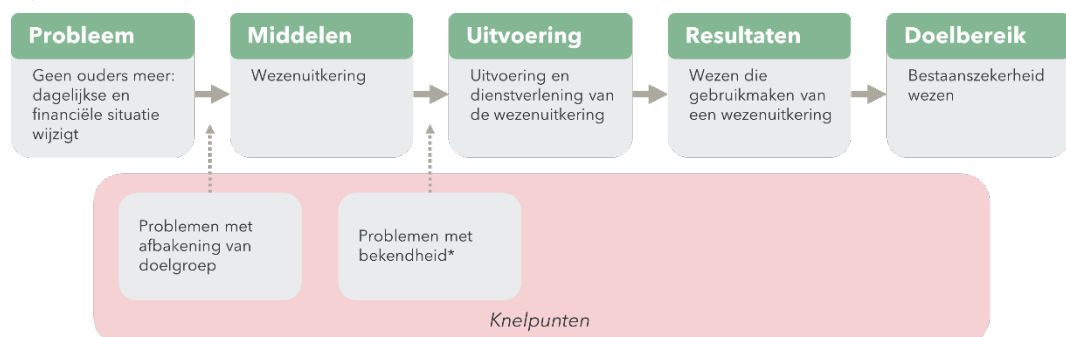 Probleem
Geen ouders meer:
dagelijkse en
financiële situatie
wijzigt
Middelen
Wezenuitkering
Uitvoering
Uitvoering en
dienstverlening van
de wezenuitkering
Resultaten
Wezen die
gebruikmaken van
een wezenuitkering
Doelbereik
Bestaanszekerheid
wezen
Problemen met
afbakening van
doelgroep
Problemen met
bekendheid*
Knelpunten